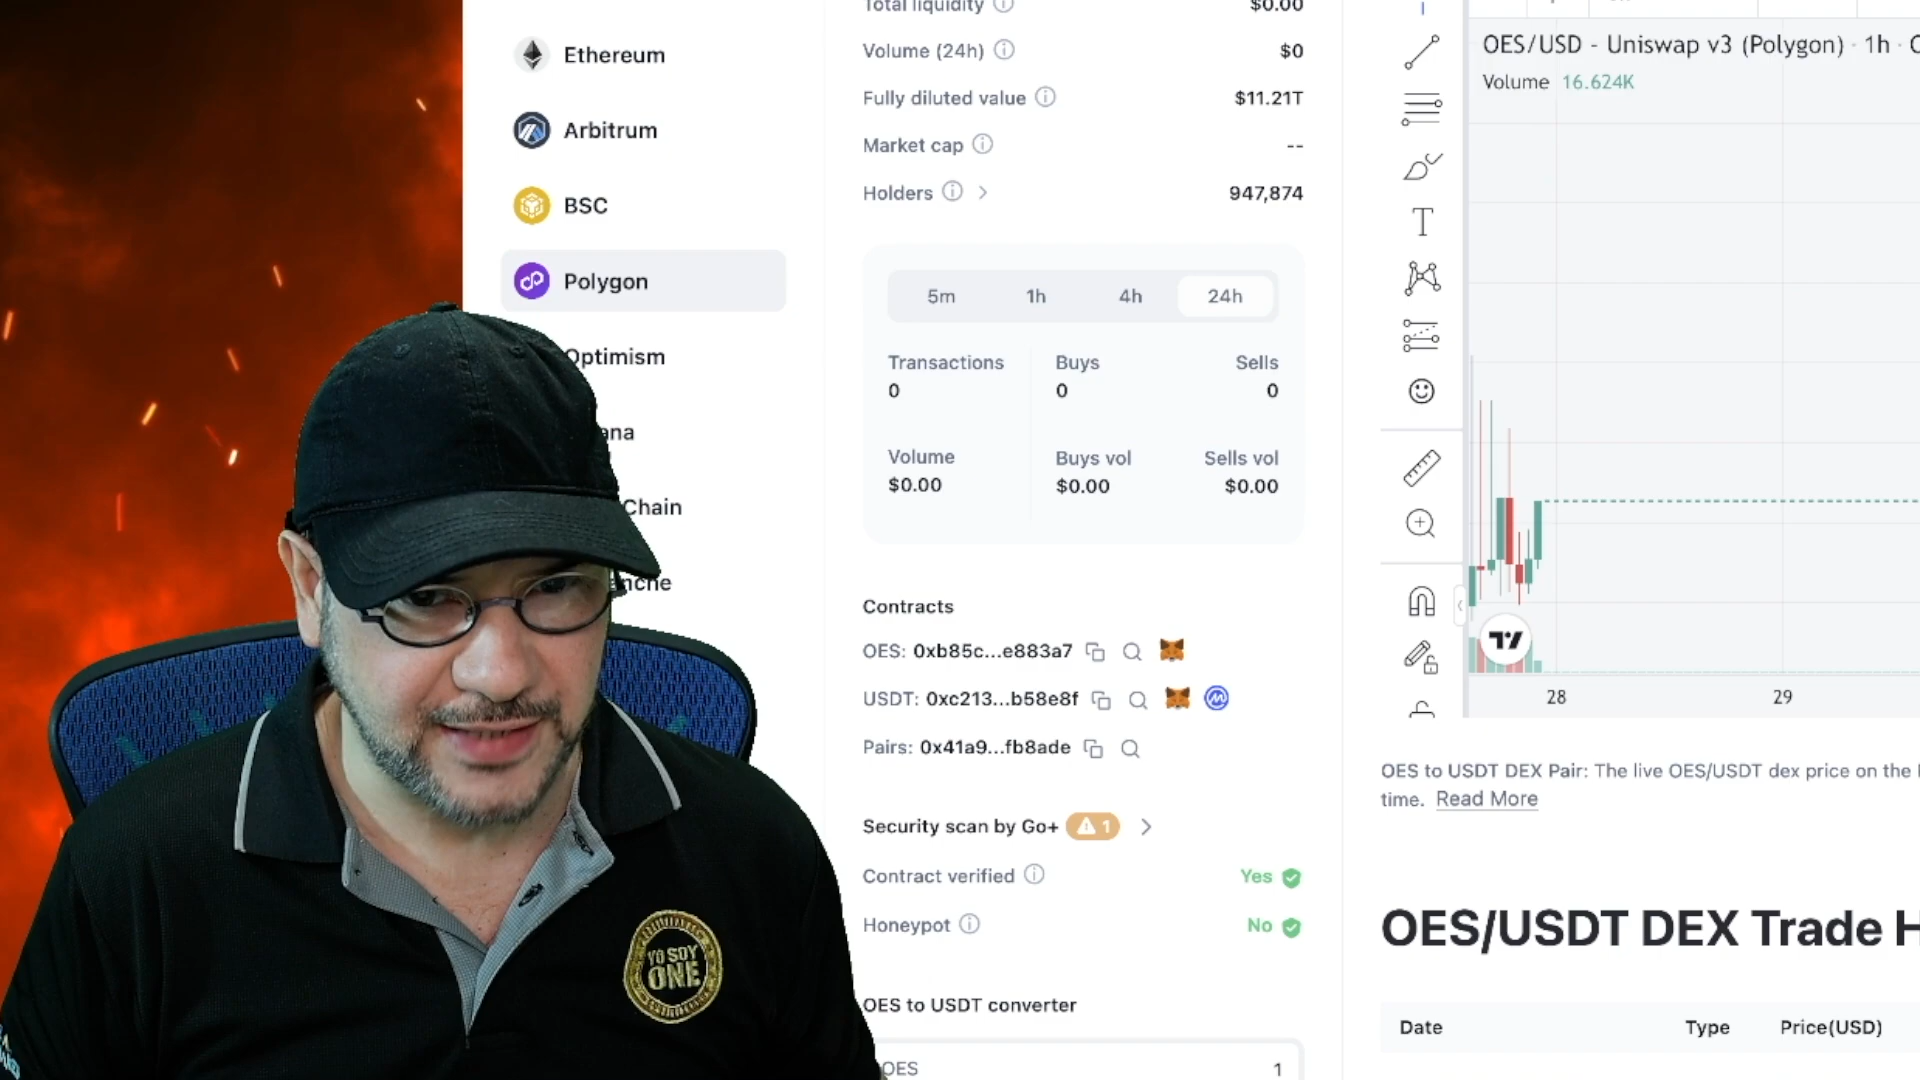 Total liquidity $0.00
Ethereum
Volume (24h) $0
Fully diluted value $11.21T
Arbitrum
Market cap --
BSC
Holders 947,874
Polygon
5m 1h 4h 24h
Optimism
Transactions Buys Sells
0 0 0
ana
Volume Buys vol Sells vol
$0.00 $0.00 $0.00
Chain
nche
Contracts
OES: 0xb85c...e883a7
USDT: 0xc213...b58e8f
Pairs: 0x41a9...fb8ade
Security scan by Go+ 1
Contract verified Yes
Honeypot No
OES to USDT converter
OES 1
OES/USD - Uniswap v3 (Polygon) · 1h ·
Volume 16.624K
T
28 29
OES to USDT DEX Pair: The live OES/USDT dex price on the
time. Read More
OES/USDT DEX Trade H
Date Type Price(USD)
YO SOY
ONE